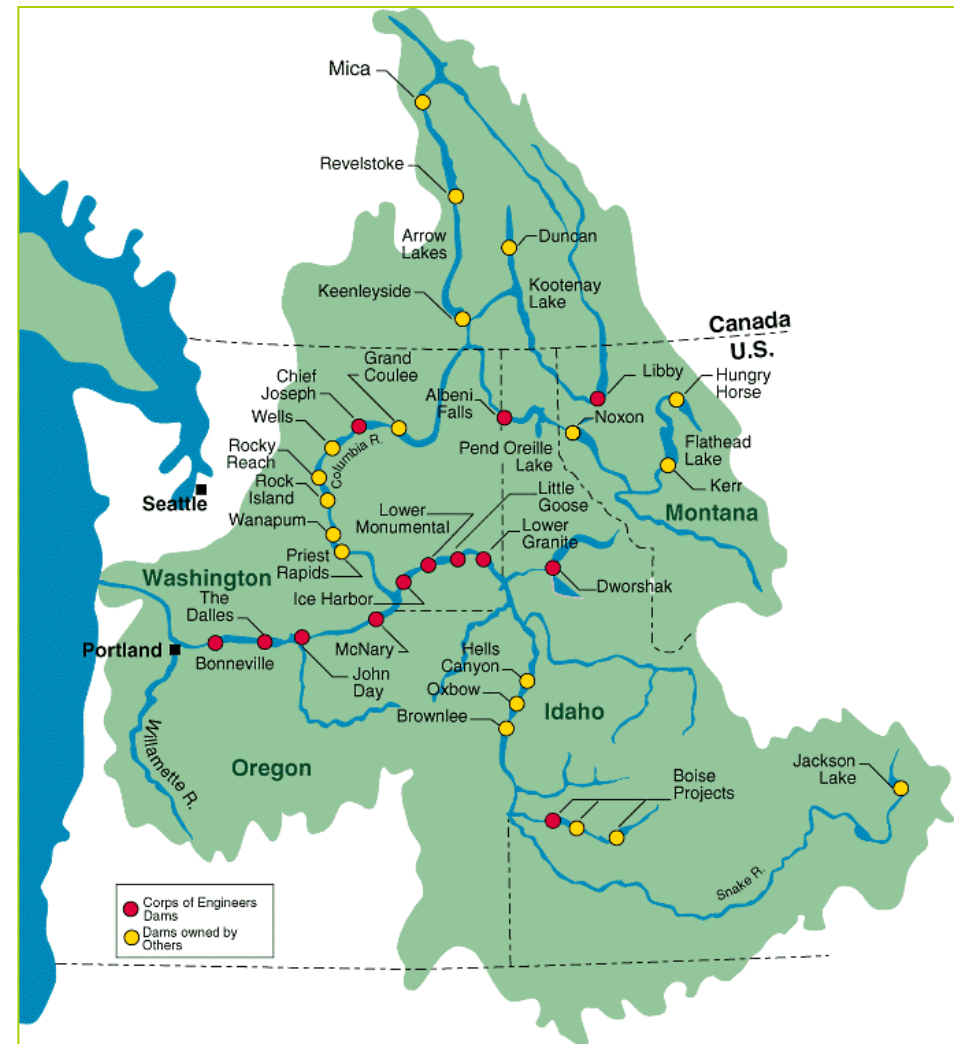 Mica
Revelstoke
Arrow
Lakes
Duncan
Kootenay
Lake
Keenleyside
Canada
U.S.
Grand
Coulee
Chief
Joseph
Albeni
Falls
Libby
Hungry
Horse
Wells
Noxon
Columbia R.
Pend Oreille
Lake
Flathead
Lake
Rocky
Reach
Rock
Island
Kerr
Seattle
Little
Goose
Lower
Monumental
Wanapum
Lower
Granite
Montana
Priest
Rapids
Washington
Ice Harbor
Dworshak
The
Dalles
Portland
Bonneville
McNary
John
Day
Hells
Canyon
Oxbow
Brownlee
Idaho
Willamette R.
Oregon
Boise
Projects
Jackson
Lake
Snake R.
Corps of Engineers
Dams
Dams owned by
Others